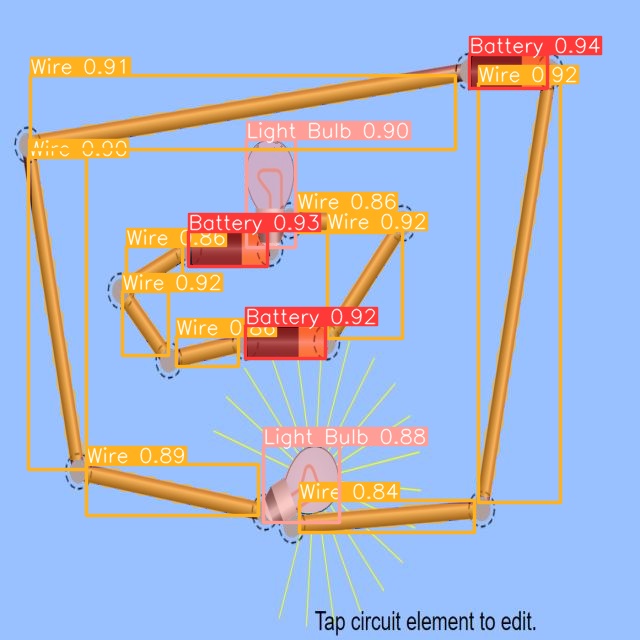 Battery 0.94
Wire 0.91
Wire 0.92
Light Bulb 0.90
Wire 0.90
Wire 0.86
Battery 0.93
Wire 0.92
Wire 0.86
Wire 0.92
Battery 0.92
Wire 0.86
Light Bulb 0.88
Wire 0.89
Wire 0.84
Tap circuit element to edit.